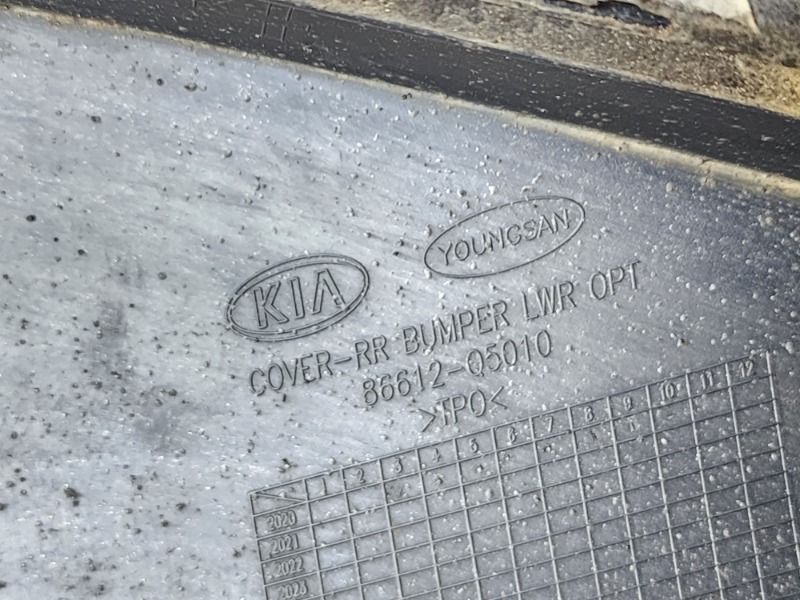 KIA
YOUNGSAN
COVER-RR BUMPER LWR OPT
86612-Q5010
>TPO<
1 2 3 4 5 6 7 8 9 10 11 12
2020
2021
2022
2023